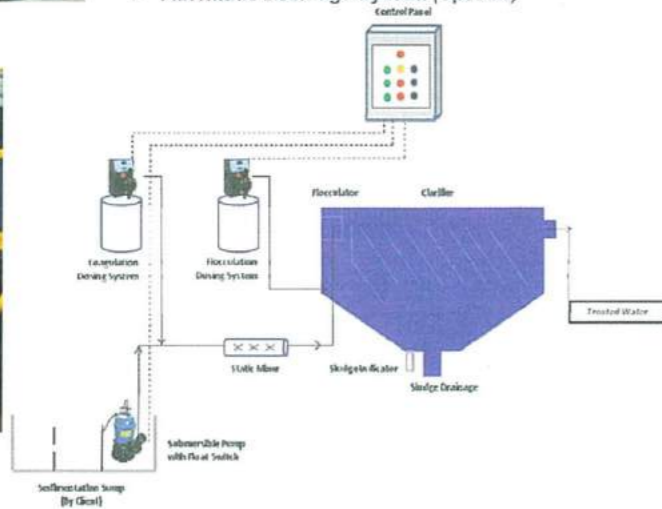 Control Panel
Flocculator
Clarifier
Coagulation
Dosing System
Flocculation
Dosing System
Treated Water
Static Mixer
Sludge Indicator
Sludge Drainage
Submersible Pump
with Float Switch
Sedimentation Sump
(By Client)